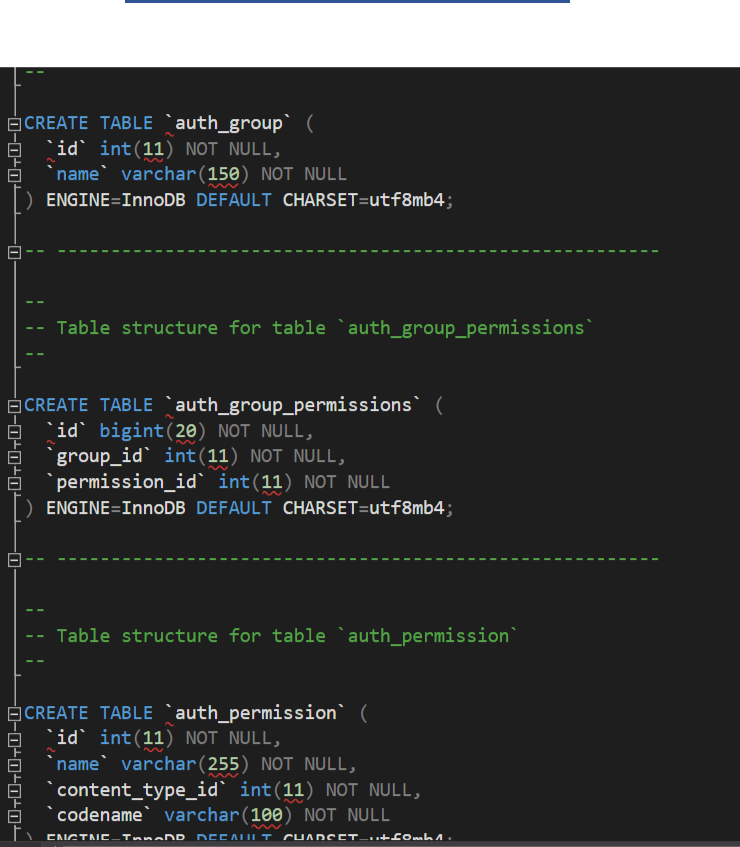 --
CREATE TABLE `auth_group` (
`id` int(11) NOT NULL,
`name` varchar(150) NOT NULL
) ENGINE=InnoDB DEFAULT CHARSET=utf8mb4;
-- --------------------------------------------------------
--
-- Table structure for table `auth_group_permissions`
--
CREATE TABLE `auth_group_permissions` (
`id` bigint(20) NOT NULL,
`group_id` int(11) NOT NULL,
`permission_id` int(11) NOT NULL
) ENGINE=InnoDB DEFAULT CHARSET=utf8mb4;
-- --------------------------------------------------------
--
-- Table structure for table `auth_permission`
--
CREATE TABLE `auth_permission` (
`id` int(11) NOT NULL,
`name` varchar(255) NOT NULL,
`content_type_id` int(11) NOT NULL,
`codename` varchar(100) NOT NULL
) ENGINE=InnoDB DEFAULT CHARSET=utf8mb4;